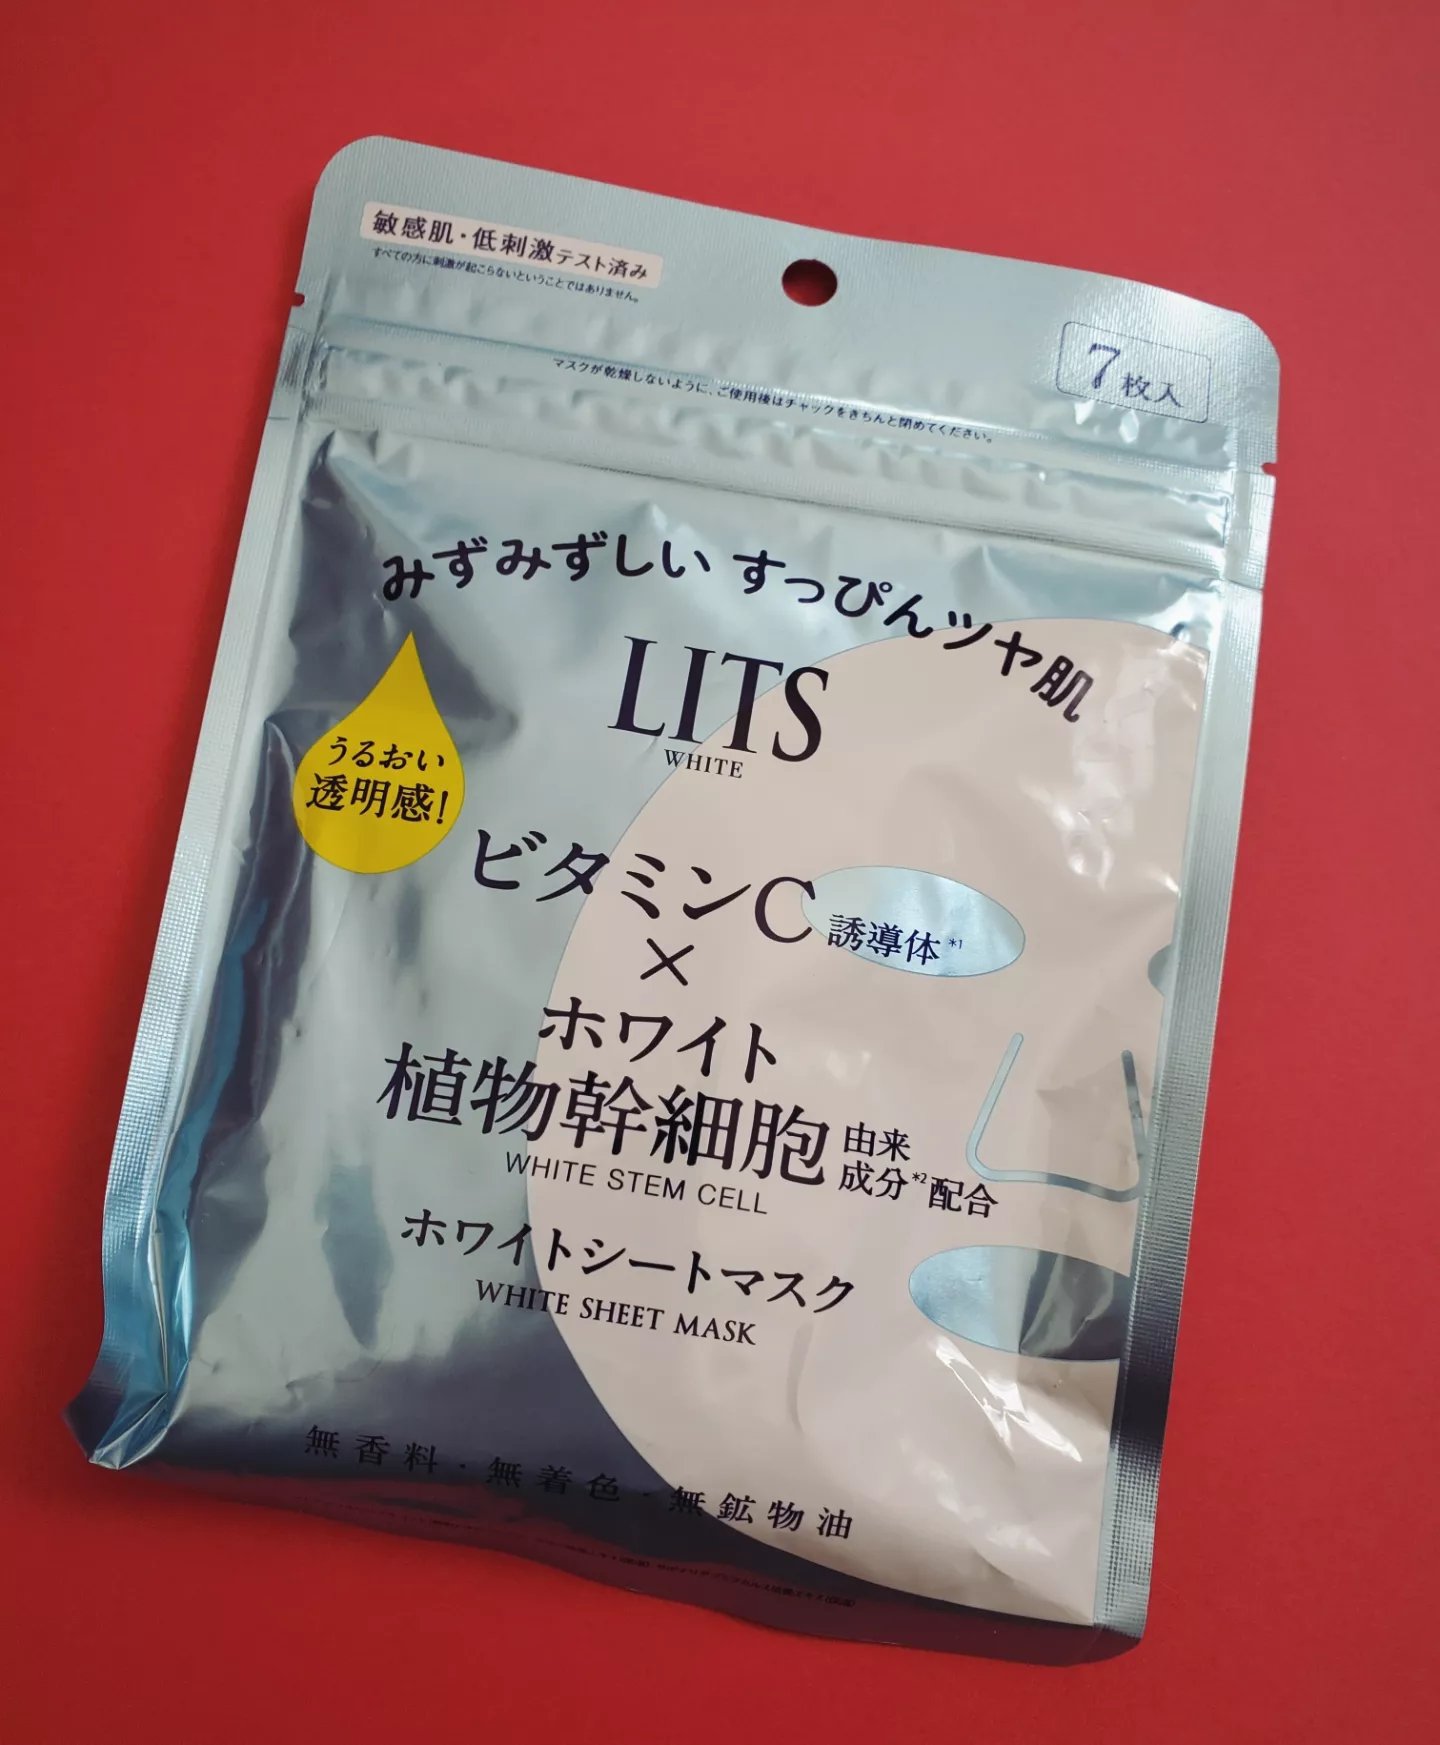 敏感肌・低刺激テスト済み
すべての方に刺激が起こらないということではありません。
7枚入
マスクが乾燥しないように、ご使用後はチャックをきちんと閉めてください。
みずみずしい すっぴんツヤ肌
LITS
WHITE
うるおい
透明感!
ビタミンC誘導体*1
×
ホワイト
植物幹細胞由来
成分*2配合
WHITE STEM CELL
ホワイトシートマスク
WHITE SHEET MASK
無香料・無着色・無鉱物油